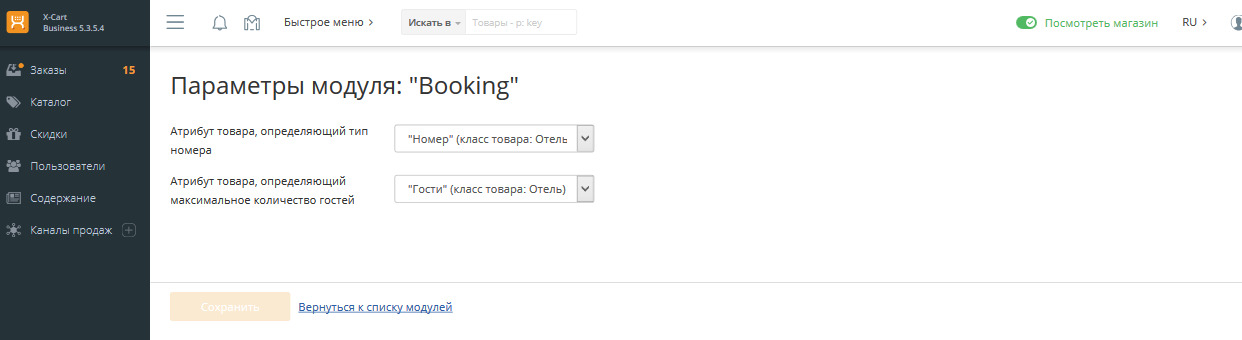 X-Cart
Business 5.3.5.4
Быстрое меню
Искать в
Товары - p: key
Посмотреть магазин
RU
Заказы
15
Каталог
Скидки
Пользователи
Содержание
Каналы продаж
Параметры модуля: "Booking"
Атрибут товара, определяющий тип
номера
"Номер" (класс товара: Отель
Атрибут товара, определяющий
максимальное количество гостей
"Гости" (класс товара: Отель)
Сохранить
Вернуться к списку модулей